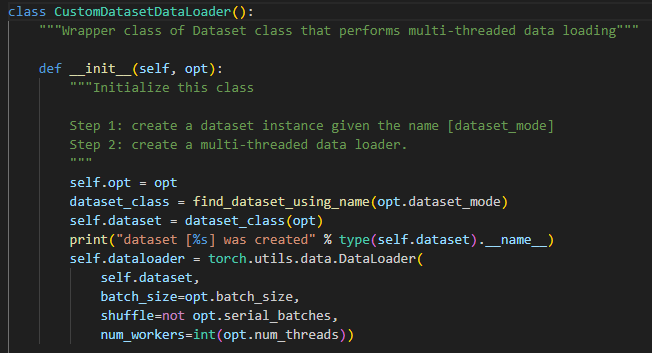 class CustomDatasetDataLoader():
"""Wrapper class of Dataset class that performs multi-threaded data loading"""
def __init__(self, opt):
"""Initialize this class
Step 1: create a dataset instance given the name [dataset_mode]
Step 2: create a multi-threaded data loader.
"""
self.opt = opt
dataset_class = find_dataset_using_name(opt.dataset_mode)
self.dataset = dataset_class(opt)
print("dataset [%s] was created" % type(self.dataset).__name__)
self.dataloader = torch.utils.data.DataLoader(
self.dataset,
batch_size=opt.batch_size,
shuffle=not opt.serial_batches,
num_workers=int(opt.num_threads))